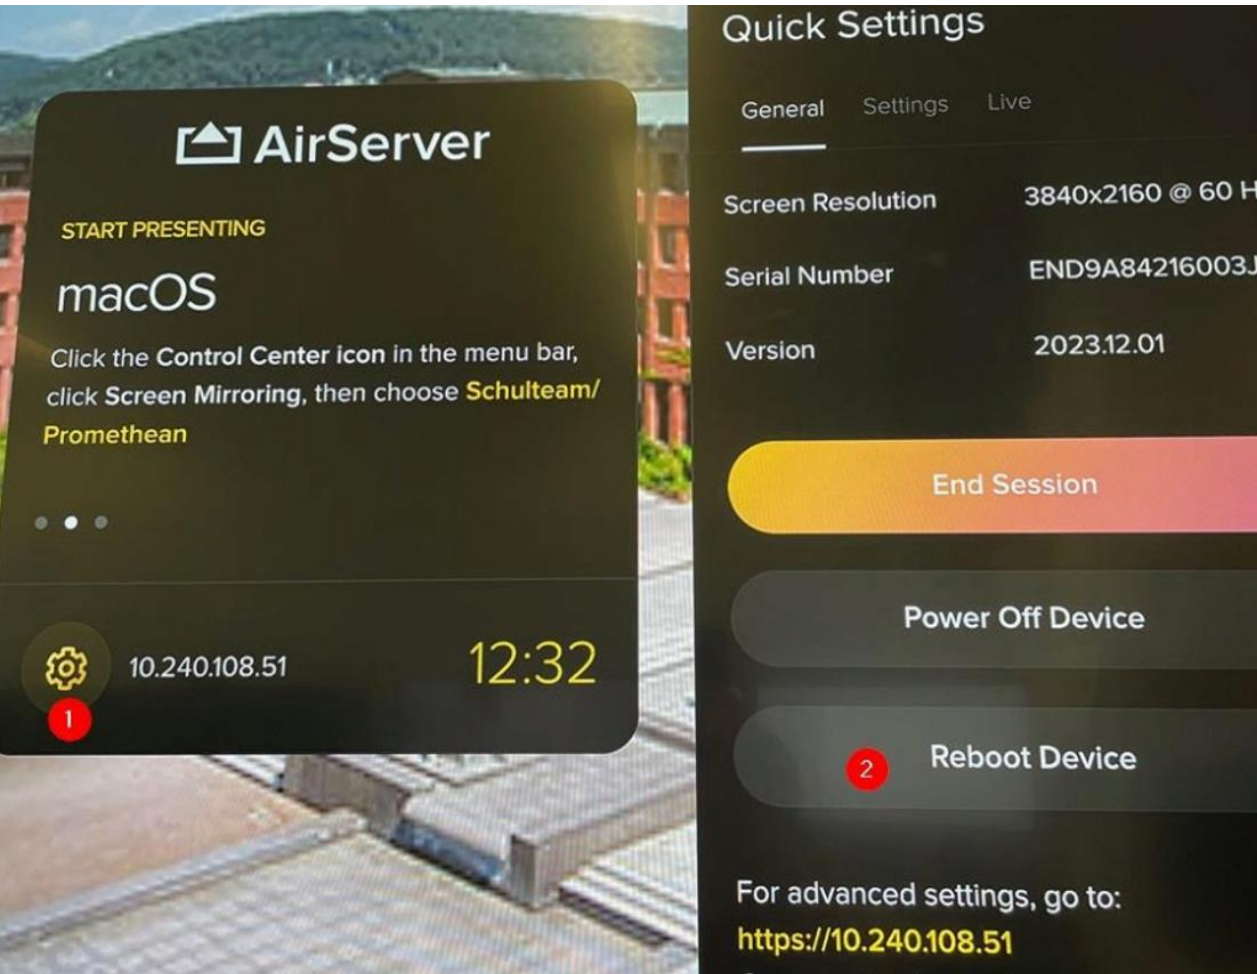 AirServer
START PRESENTING
macOS
Click the Control Center icon in the menu bar,
click Screen Mirroring, then choose Schulteam/
Promethean
10.240.108.51
12:32
1
Quick Settings
General Settings Live
Screen Resolution 3840x2160 @ 60 H
Serial Number END9A84216003J
Version 2023.12.01
End Session
Power Off Device
2 Reboot Device
For advanced settings, go to:
https://10.240.108.51